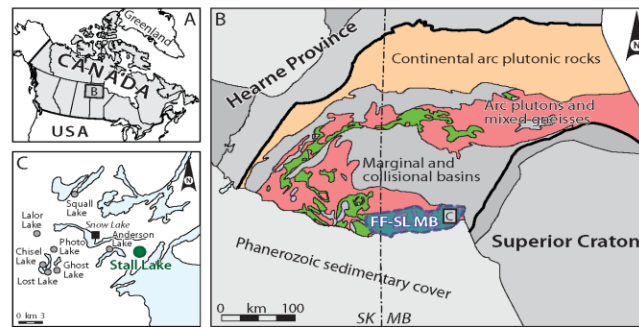 A
Greenland
CANADA
B
USA
N
C
Squall
Lake
Lalor
Lake
Snow Lake
Anderson
Lake
Photo
Lake
Chisel
Lake
Ghost
Lake
Lost Lake
Stall Lake
0 km 3
B
N
Hearne Province
Continental arc plutonic rocks
Arc plutons and
mixed gneisses
Marginal and
collisional basins
FF-SL MB
C
Superior Craton
Phanerozoic sedimentary cover
0 km 100
SK MB